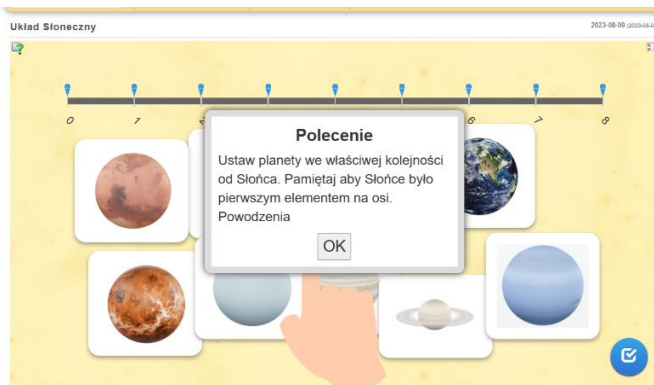 Układ Słoneczny
2023-08-09
0 1 6 7 8
Polecenie
Ustaw planety we właściwej kolejności
od Słońca. Pamiętaj aby Słońce było
pierwszym elementem na osi.
Powodzenia
OK